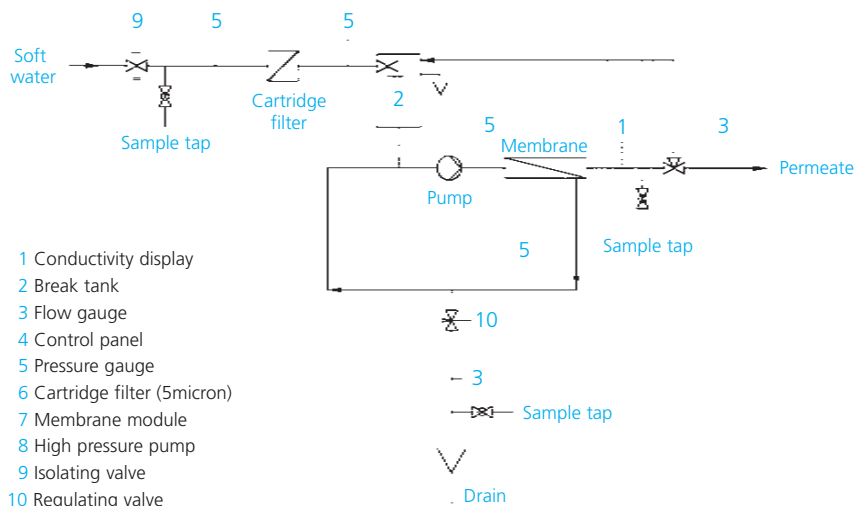 9
5
5
Soft
water
Cartridge
filter
Sample tap
2
5
Membrane
1
3
Permeate
Pump
Sample tap
5
1 Conductivity display
2 Break tank
3 Flow gauge
4 Control panel
5 Pressure gauge
6 Cartridge filter (5micron)
7 Membrane module
8 High pressure pump
9 Isolating valve
10 Regulating valve
10
3
Sample tap
Drain